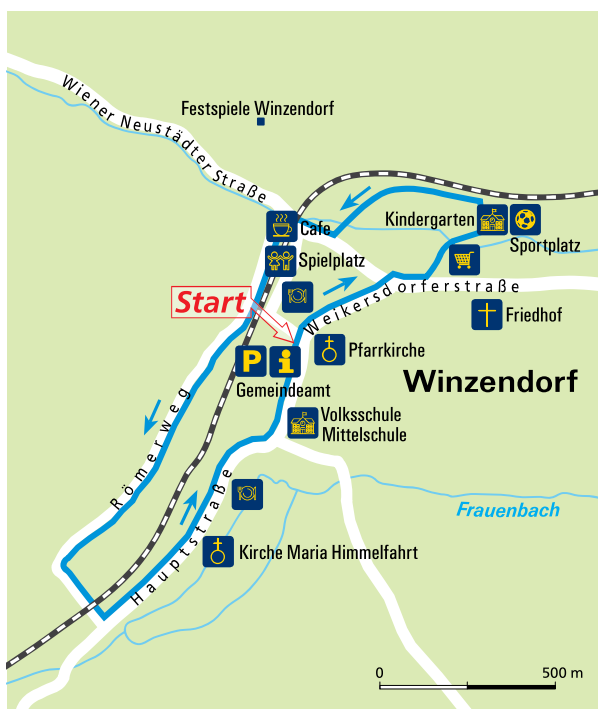 Wiener Neustädter Straße
Festspiele Winzendorf
Kindergarten
Cafe
Sportplatz
Spielplatz
Weikersdorferstraße
Start
Friedhof
Pfarrkirche
P
i
Gemeindeamt
Winzendorf
Volksschule
Mittelschule
Römerweg
Hauptstraße
Frauenbach
Kirche Maria Himmelfahrt
0
500 m